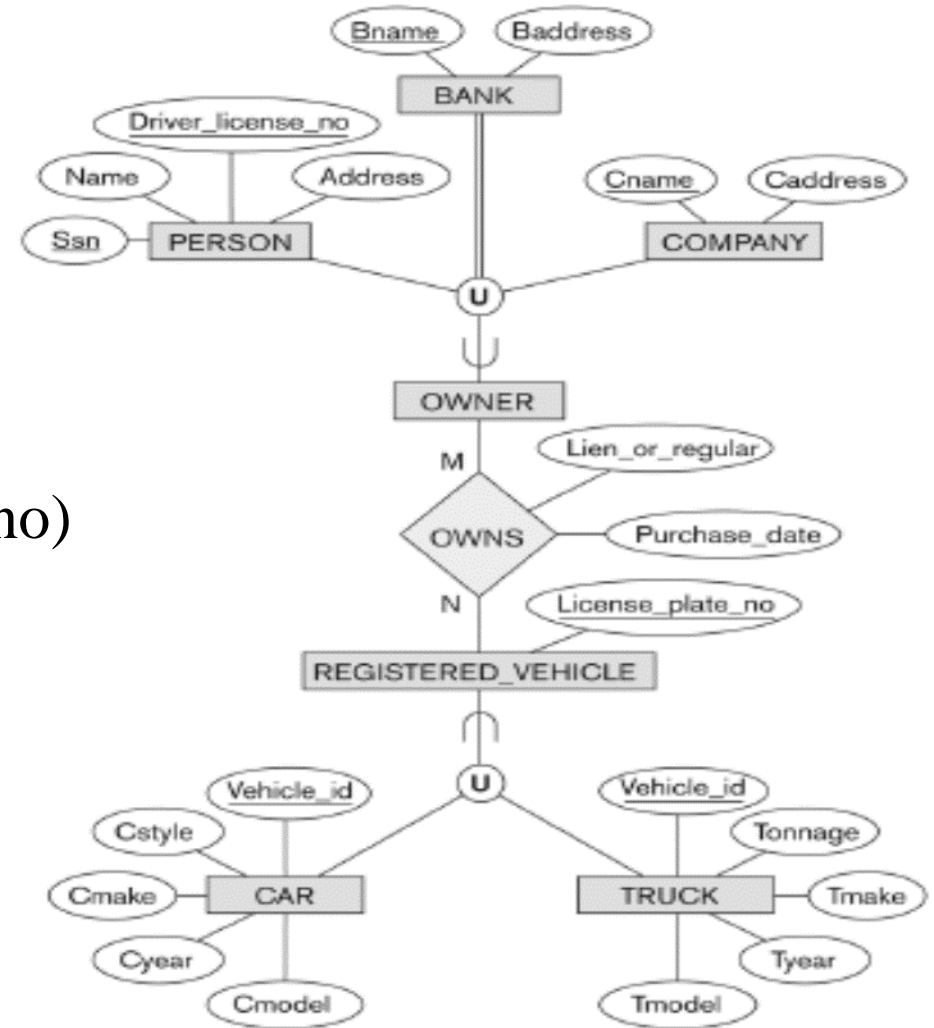 Bname Baddress
BANK
Driver_license_no
Name Address
Cname Caddress
Ssn PERSON COMPANY
U
OWNER
M Lien_or_regular
no)
OWNS Purchase_date
N License_plate_no
REGISTERED_VEHICLE
U
Vehicle_id Vehicle_id
Cstyle Tonnage
Cmake CAR TRUCK Tmake
Cyear Tyear
Cmodel Tmodel